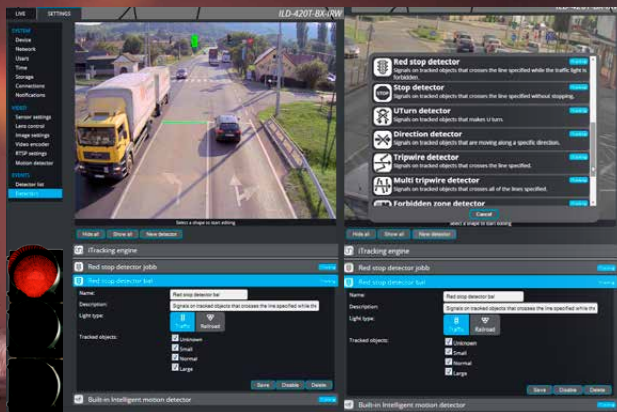 LIVE
SETTINGS
ILD-420T-BX-IRW
SYSTEM
Device
Network
Users
Time
Storage
Connections
Notifications
VIDEO
Sensor settings
Lens control
Image settings
Video encoder
RTSP settings
Motion detector
EVENTS
Detector list
Detectors
Select a shape to start editing
Hide all
Show all
New detector
iTracking engine
Red stop detector jobb
Red stop detector bal
Name:
Red stop detector bal
Description:
Signals on tracked objects that crosses the line specified while the
Light type:
Traffic
Railroad
Tracked objects:
Unknown
Small
Normal
Large
Save
Disable
Delete
Built-in Intelligent motion detector
Red stop detector
Signals on tracked objects that crosses the line specified while the traffic light is
forbidden.
Stop detector
Signals on tracked objects that crosses the line specified without stopping.
UTurn detector
Signals on tracked objects that makes U turn.
Direction detector
Signals on tracked objects that are moving along a specific direction.
Tripwire detector
Signals on tracked objects that crosses the line specified.
Multi tripwire detector
Signals on tracked objects that crosses all of the lines specified.
Forbidden zone detector
Cancel
Select a shape to start editing
Hide all
Show all
New detector
iTracking engine
Red stop detector jobb
Red stop detector bal
Name:
Red stop detector bal
Description:
Signals on tracked objects that crosses the line specified while the
Light type:
Traffic
Railroad
Tracked objects:
Unknown
Small
Normal
Large
Save
Disable
Delete
Built-in Intelligent motion detector